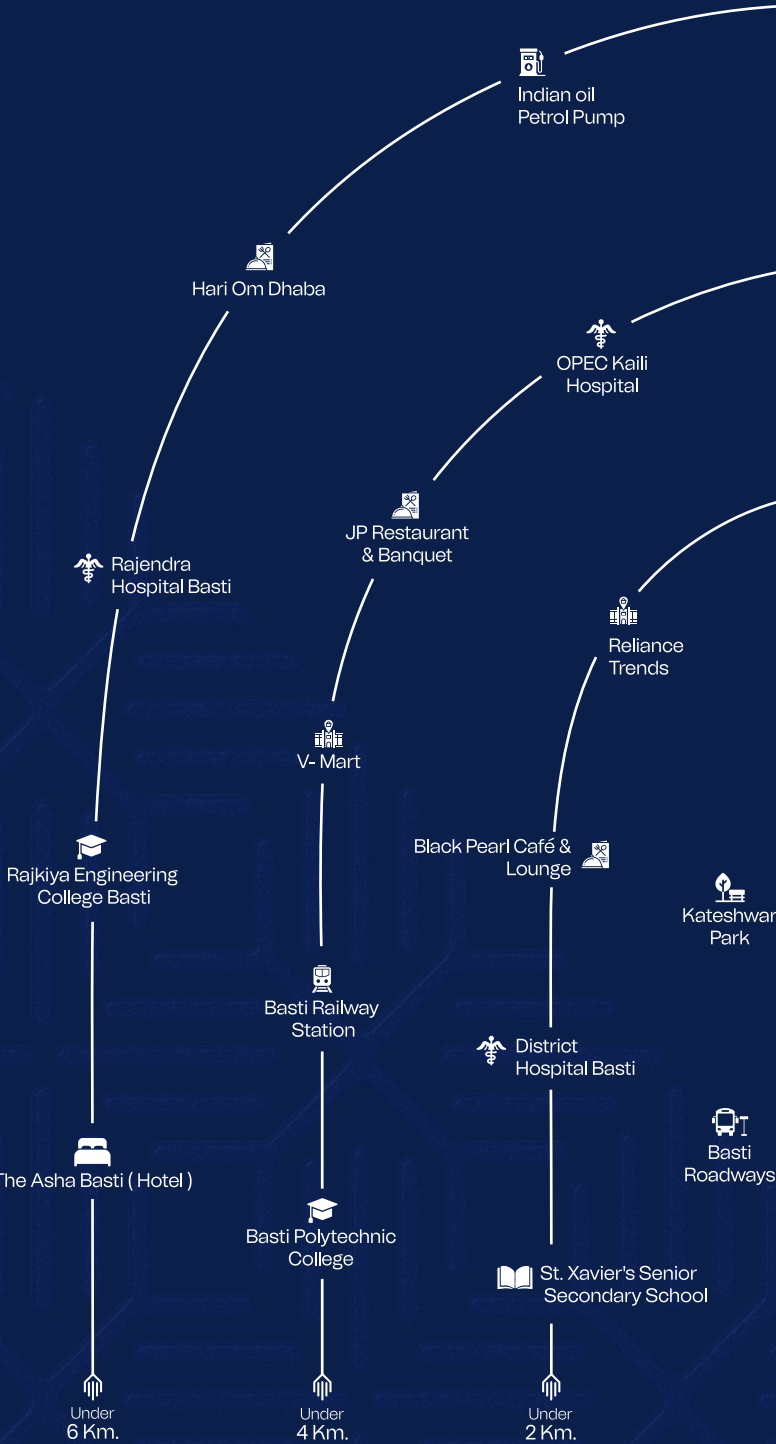 Indian oil
Petrol Pump
Hari Om Dhaba
OPEC Kaili
Hospital
JP Restaurant
& Banquet
Rajendra
Hospital Basti
Reliance
Trends
V- Mart
Black Pearl Café &
Lounge
Rajkiya Engineering
College Basti
Kateshwar
Park
Basti Railway
Station
District
Hospital Basti
The Asha Basti ( Hotel )
Basti
Roadways
Basti Polytechnic
College
St. Xavier's Senior
Secondary School
Under
6 Km.
Under
4 Km.
Under
2 Km.